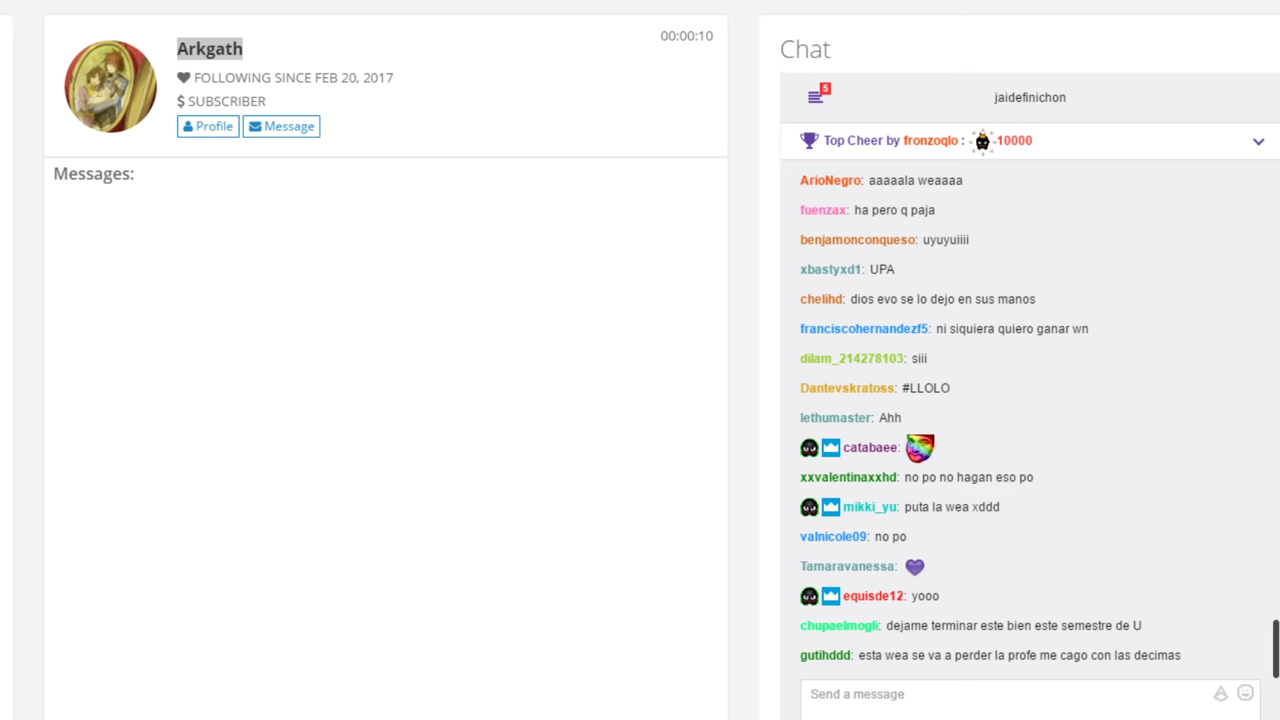 Arkgath
00:00:10
FOLLOWING SINCE FEB 20, 2017
$ SUBSCRIBER
Profile
Message
Messages:
Chat
5
jaidefinichon
Top Cheer by fronzoqlo : 10000
ArioNegro: aaaaala weaaaa
fuenzax: ha pero q paja
benjamonconqueso: uyuyuiiii
xbastyxd1: UPA
chelihd: dios evo se lo dejo en sus manos
franciscohernandezf5: ni siquiera quiero ganar wn
dilam_214278103: siii
Dantevskratoss: #LLOLO
lethumaster: Ahh
catabaee:
xxvalentinaxxhd: no po no hagan eso po
mikki_yu: puta la wea xddd
valnicole09: no po
Tamaravanessa:
equisde12: yooo
chupaelmogli: dejame terminar este bien este semestre de U
gutihddd: esta wea se va a perder la profe me cago con las decimas
Send a message